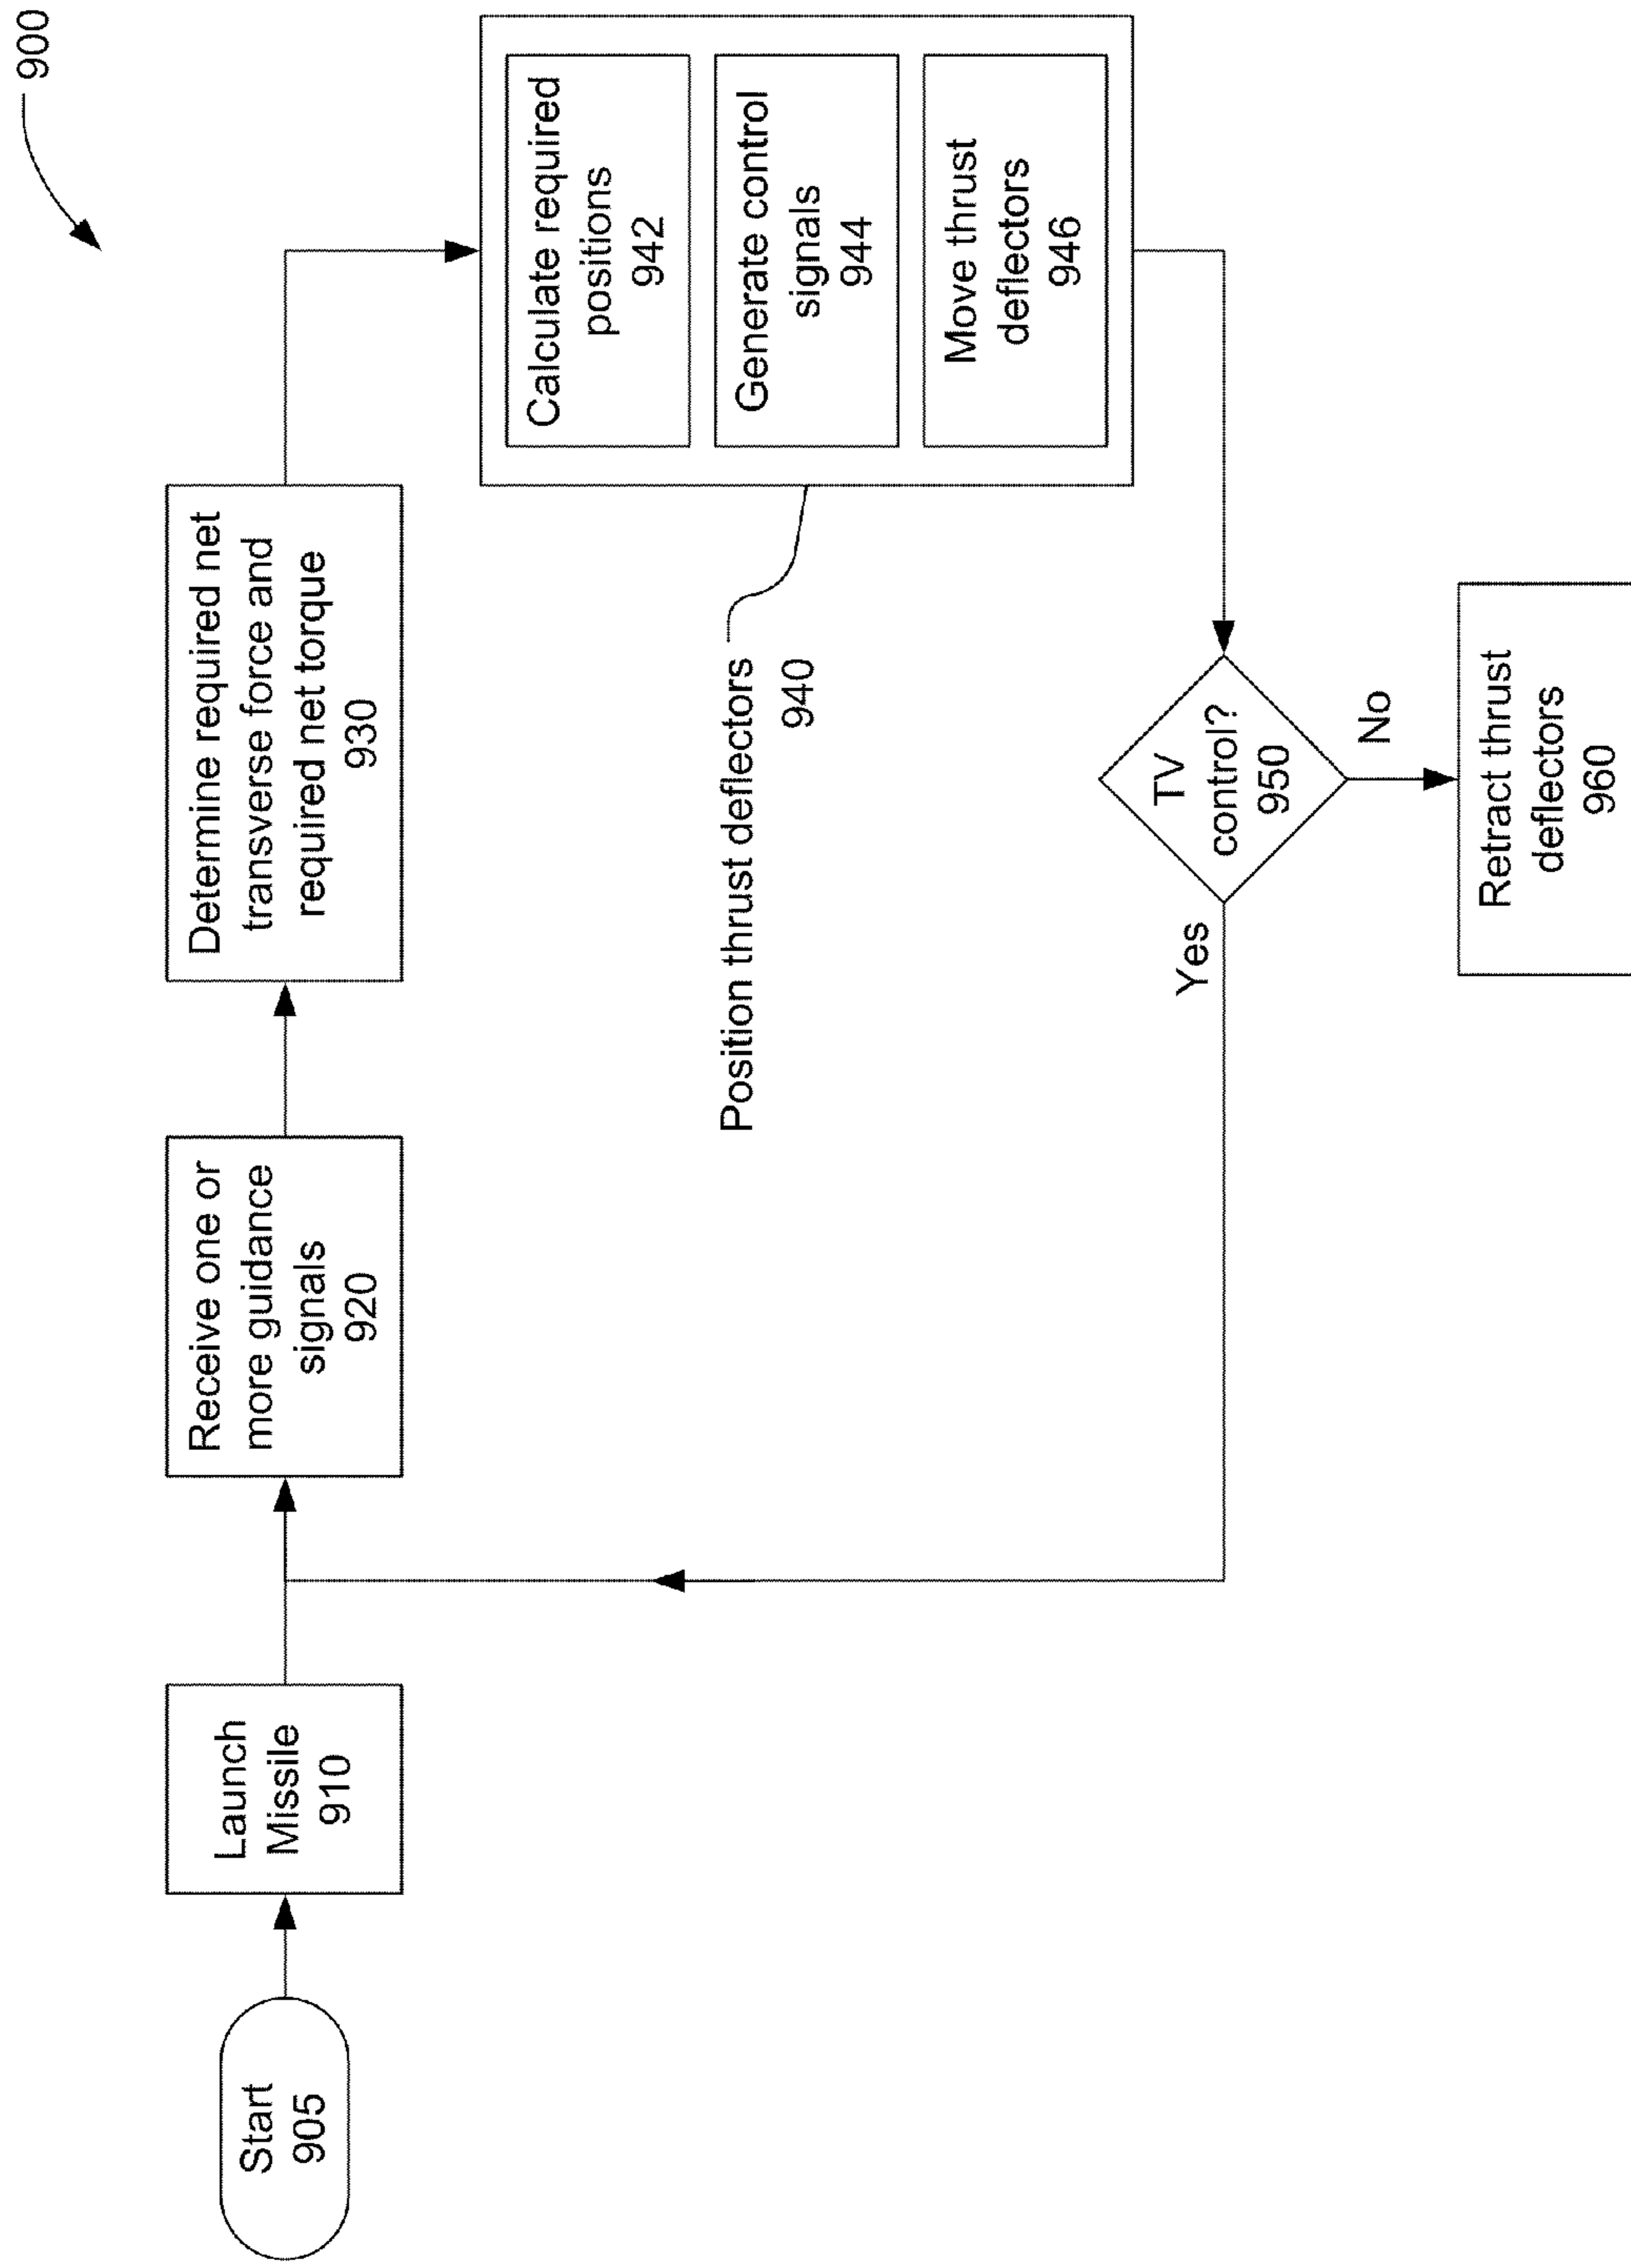 900
Start
905
Launch
Missile
910
Receive one or
more guidance
signals
920
Determine required net
transverse force and
required net torque
930
Calculate required
positions
942
Generate control
signals
944
Move thrust
deflectors
946
Position thrust deflectors
940
TV
control?
950
Yes
No
Retract thrust
deflectors
960